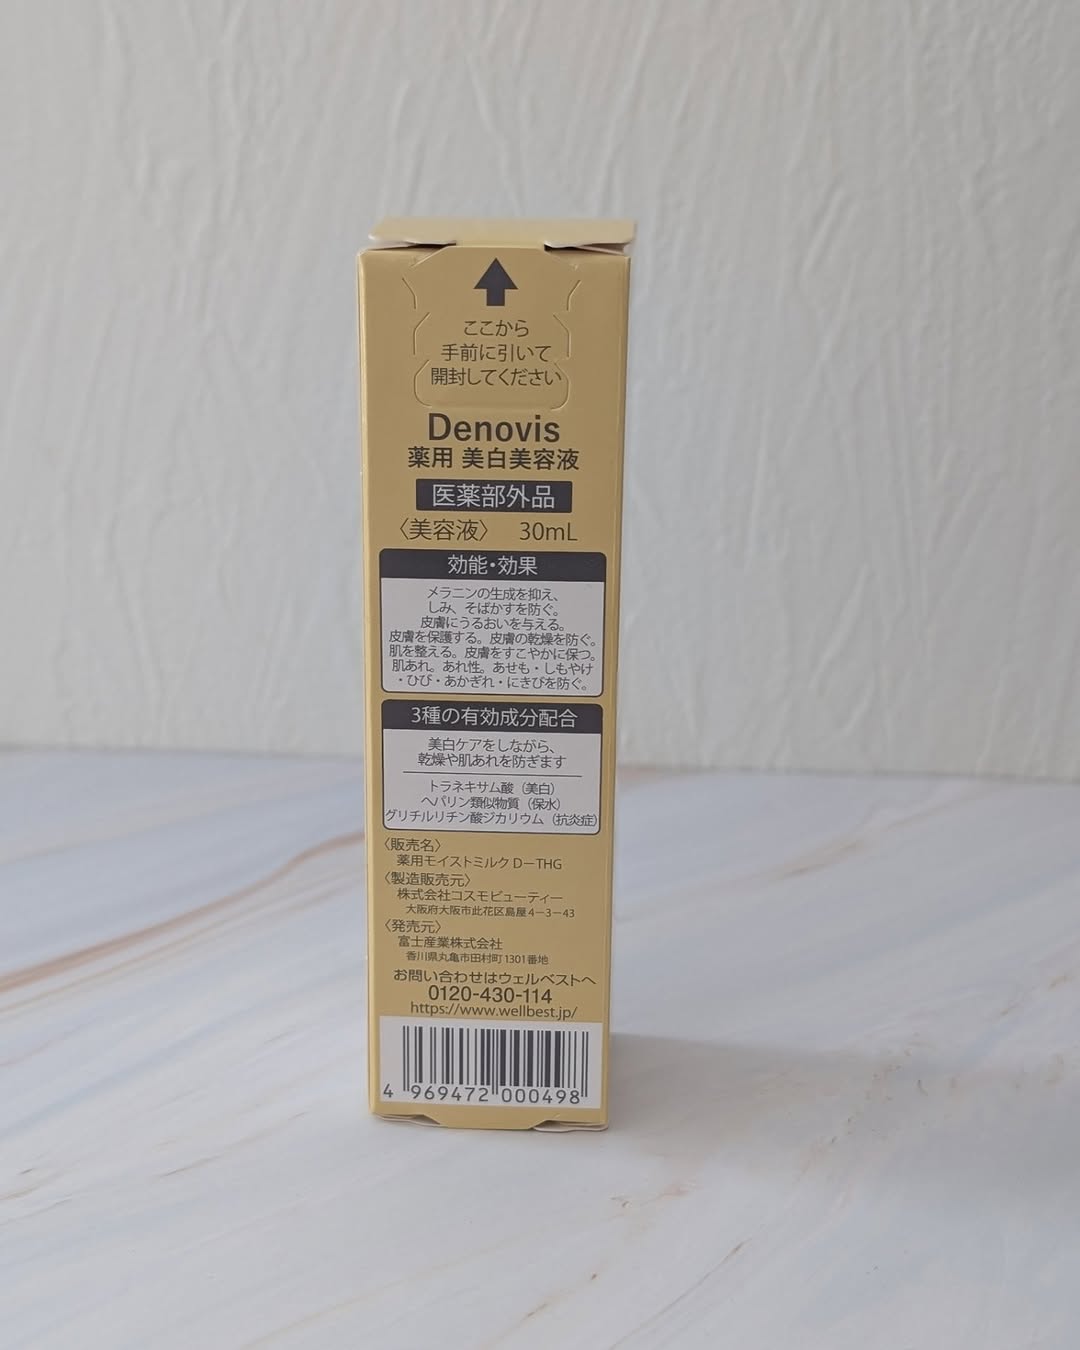 ここから
手前に引いて
開封してください
Denovis
薬用 美白美容液
医薬部外品
〈美容液〉 30mL
効能・効果
メラニンの生成を抑え、
しみ、そばかすを防ぐ。
皮膚にうるおいを与える。
皮膚を保護する。皮膚の乾燥を防ぐ。
肌を整える。皮膚をすこやかに保つ。
肌あれ。あれ性。あせも・しもやけ
・ひび・あかぎれ・にきびを防ぐ。
3種の有効成分配合
美白ケアをしながら、
乾燥や肌あれを防ぎます
トラネキサム酸（美白）
ヘパリン類似物質（保水）
グリチルリチン酸ジカリウム（抗炎症）
〈販売名〉
薬用モイストミルク D－THG
〈製造販売元〉
株式会社コスモビューティー
大阪府大阪市此花区島屋4－3－43
〈発売元〉
富士産業株式会社
香川県丸亀市田村町1301番地
お問い合わせはウェルベストへ
0120-430-114
https://www.wellbest.jp/
4 969472 000498